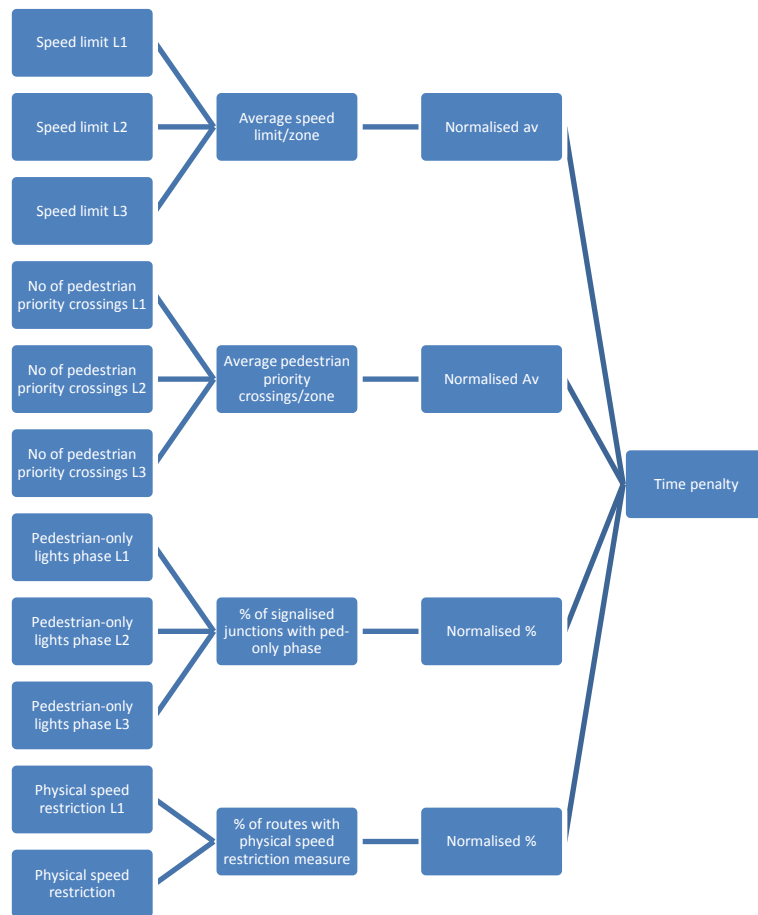 Speed limit L1
Speed limit L2
Speed limit L3
Average speed
limit/zone
Normalised av
No of pedestrian
priority crossings L1
No of pedestrian
priority crossings L2
No of pedestrian
priority crossings L3
Average pedestrian
priority
crossings/zone
Normalised Av
Time penalty
Pedestrian-only
lights phase L1
Pedestrian-only
lights phase L2
Pedestrian-only
lights phase L3
% of signalised
junctions with ped-
only phase
Normalised %
Physical speed
restriction L1
Physical speed
restriction
% of routes with
physical speed
restriction measure
Normalised %